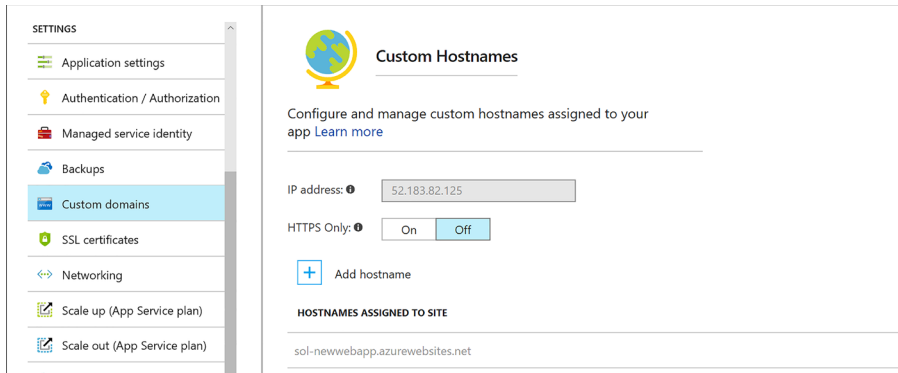 SETTINGS
Application settings
Authentication / Authorization
Managed service identity
Backups
Custom domains
SSL certificates
Networking
Scale up (App Service plan)
Scale out (App Service plan)
Custom Hostnames
Configure and manage custom hostnames assigned to your
app Learn more
IP address: 52.183.82.125
HTTPS Only: On Off
Add hostname
HOSTNAMES ASSIGNED TO SITE
sol-newwebapp.azurewebsites.net